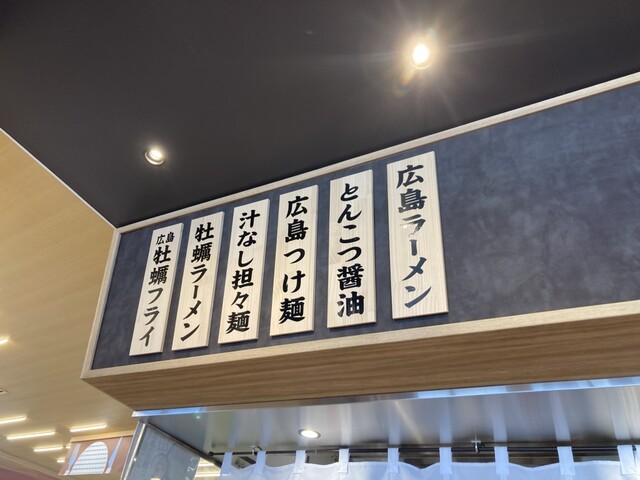 広島ラーメン
とんこつ醤油
広島つけ麺
汁なし担々麺
牡蠣ラーメン
広島
牡蠣フライ